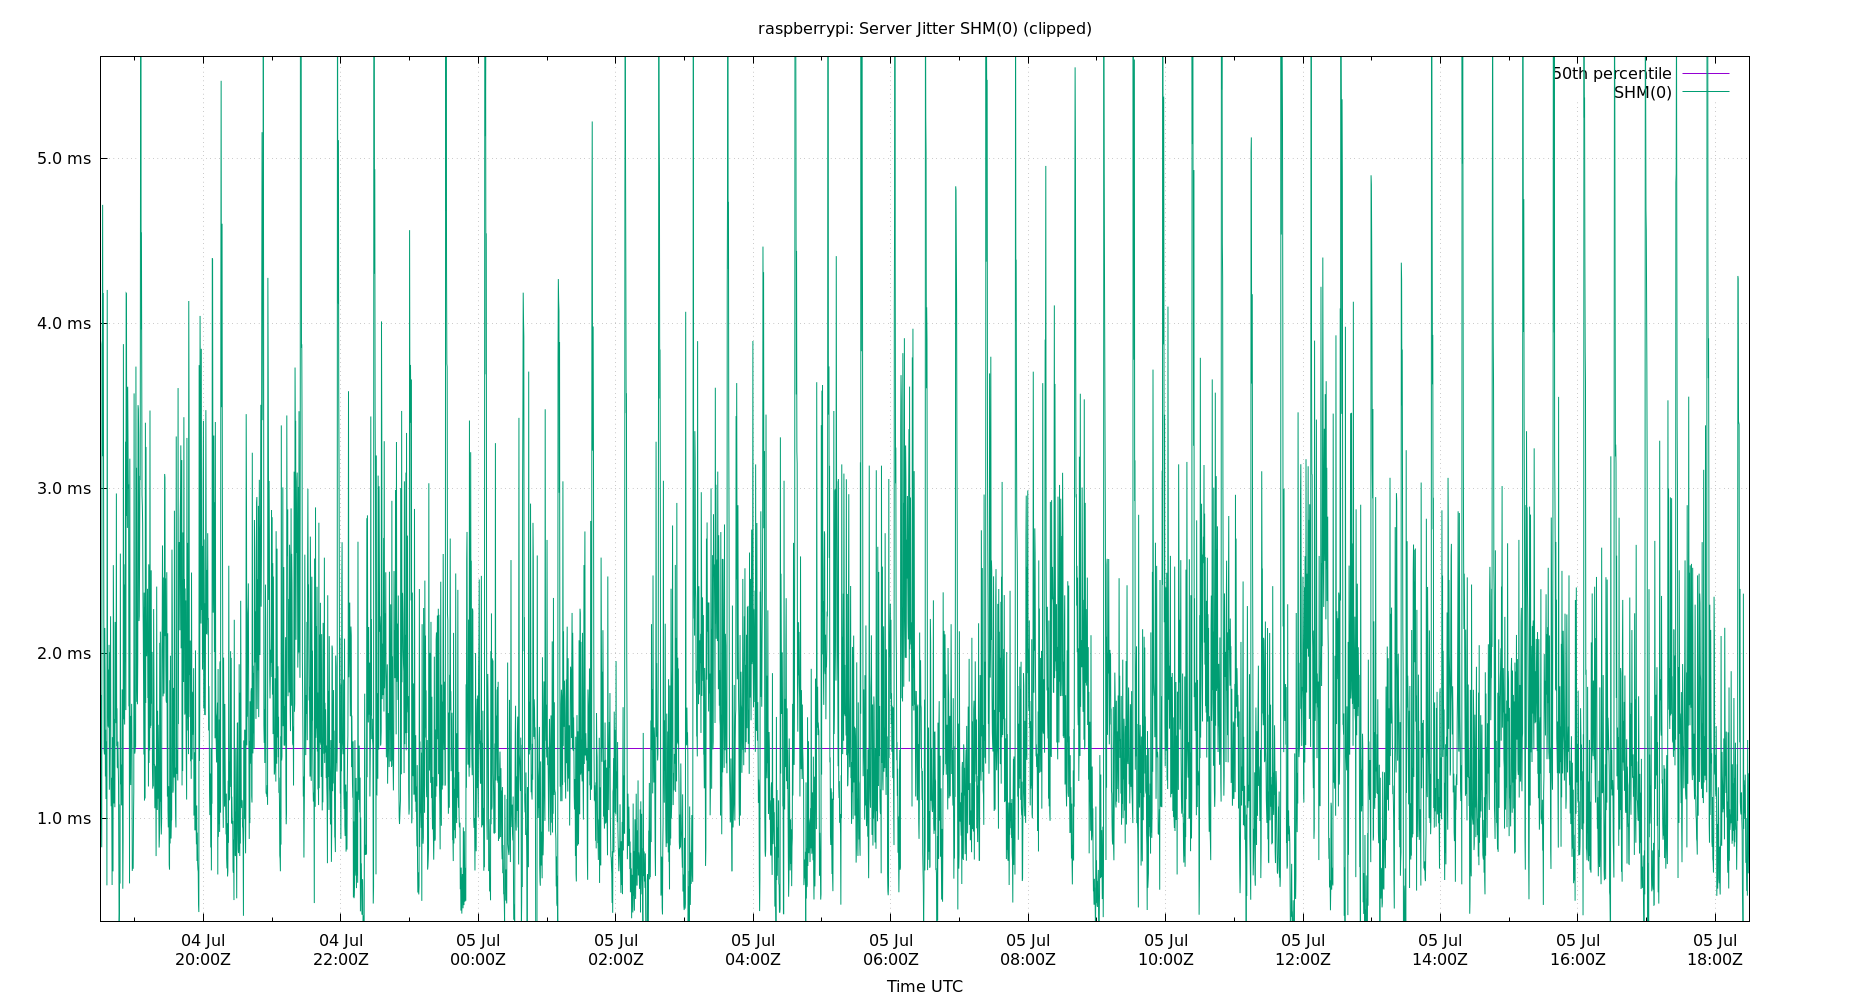 raspberrypi: Server Jitter SHM(0) (clipped)
50th percentile
SHM(0)
5.0 ms
4.0 ms
3.0 ms
2.0 ms
1.0 ms
04 Jul 04 Jul 05 Jul 05 Jul 05 Jul 05 Jul 05 Jul 05 Jul 05 Jul 05 Jul 05 Jul 05 Jul
20:00Z 22:00Z 00:00Z 02:00Z 04:00Z 06:00Z 08:00Z 10:00Z 12:00Z 14:00Z 16:00Z 18:00Z
Time UTC